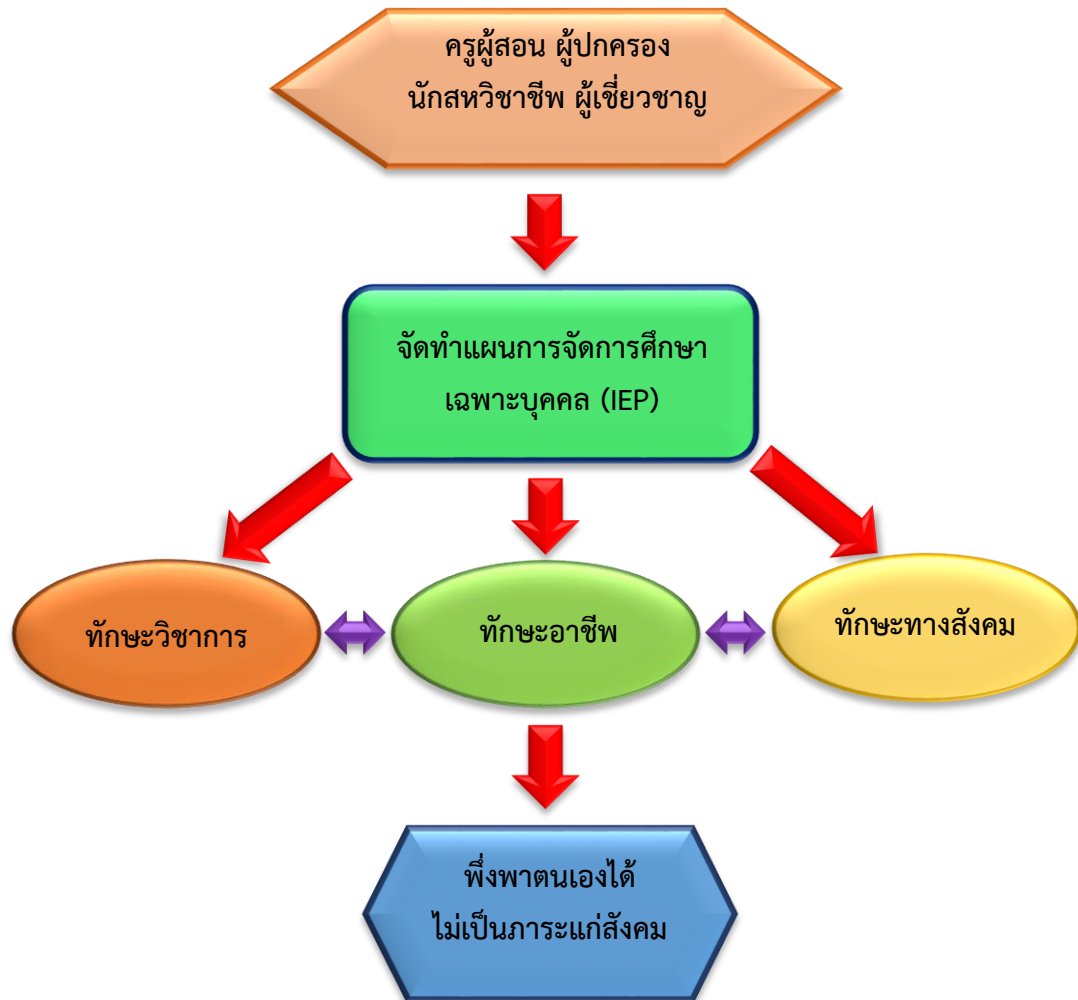 ครูผู้สอน ผู้ปกครอง
นักสหวิชาชีพ ผู้เชี่ยวชาญ
จัดทำแผนการจัดการศึกษา
เฉพาะบุคคล (IEP)
ทักษะวิชาการ
ทักษะอาชีพ
ทักษะทางสังคม
พึ่งพาตนเองได้
ไม่เป็นภาระแก่สังคม